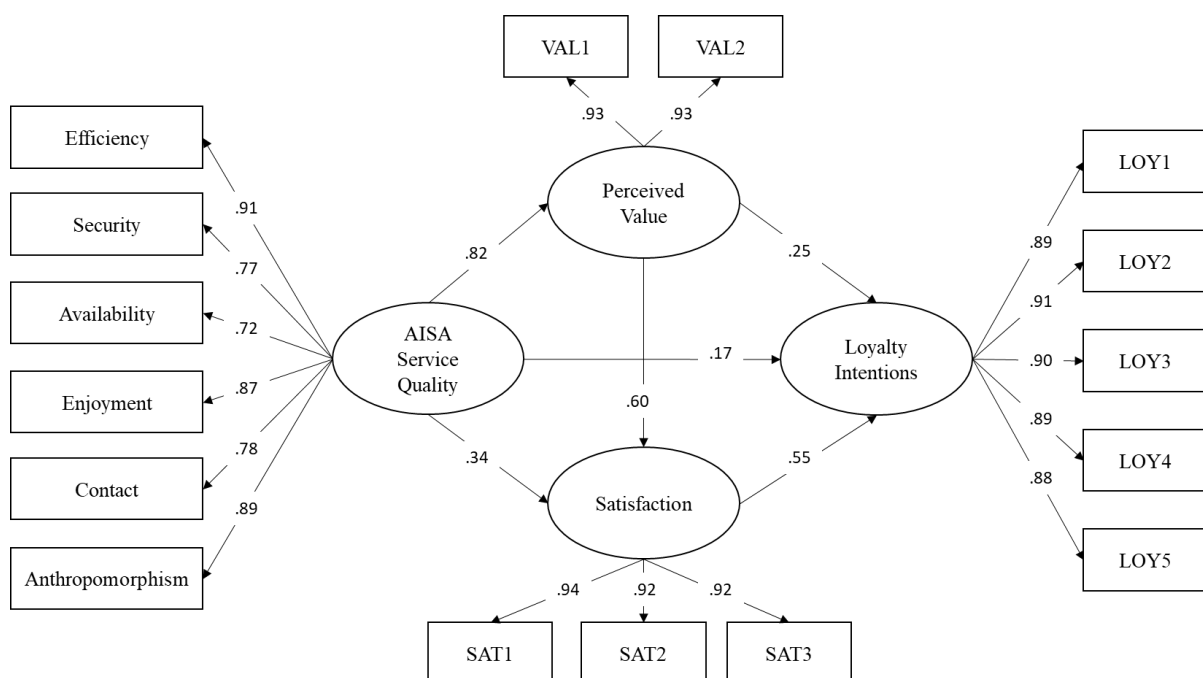 VAL1
VAL2
.93
.93
Efficiency
Security
Availability
Enjoyment
Contact
Anthropomorphism
.91
.77
.72
.87
.78
.89
AISA
Service
Quality
.82
.34
.17
Perceived
Value
.25
.60
Satisfaction
.55
.94
.92
.92
SAT1
SAT2
SAT3
Loyalty
Intentions
.89
.91
.90
.89
.88
LOY1
LOY2
LOY3
LOY4
LOY5